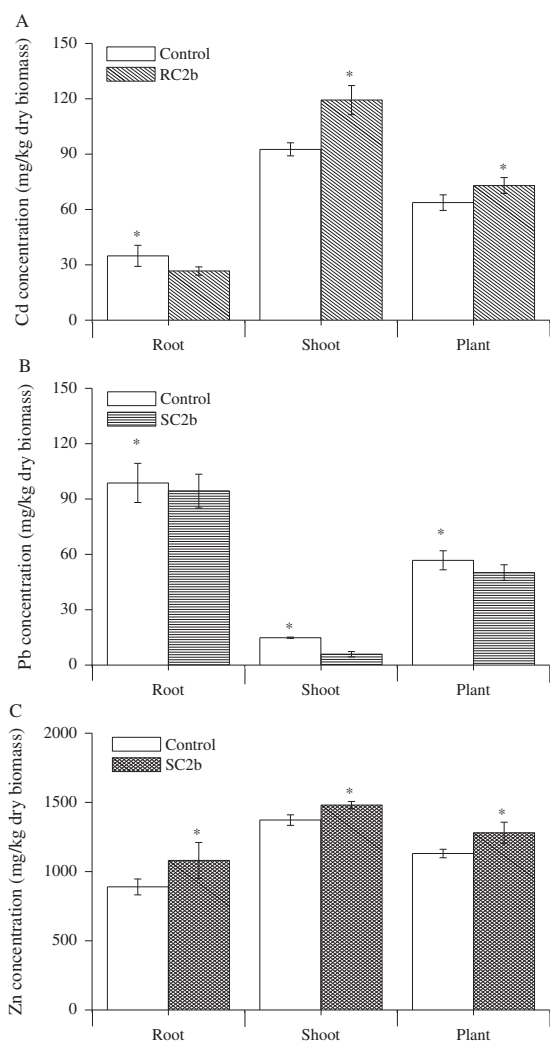 A
Cd concentration (mg/kg dry biomass)
150
120
90
60
30
0
Control
RC2b
*
*
*
Root
Shoot
Plant
B
Pb concentration (mg/kg dry biomass)
150
120
90
60
30
0
Control
SC2b
*
*
*
Root
Shoot
Plant
C
Zn concentration (mg/kg dry biomass)
2000
1500
1000
500
0
Control
SC2b
*
*
*
Root
Shoot
Plant